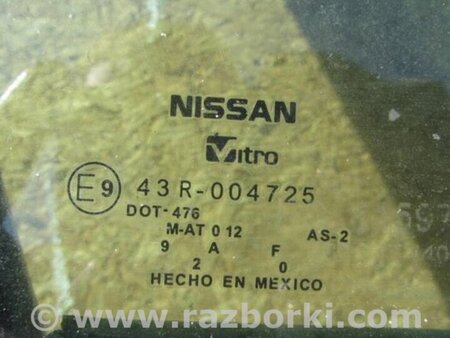 NISSAN
Vitro
E9 43R-004725
DOT-476
M-AT 0 12 AS-2
9 A F
2 0
HECHO EN MEXICO
© www.razborki.com